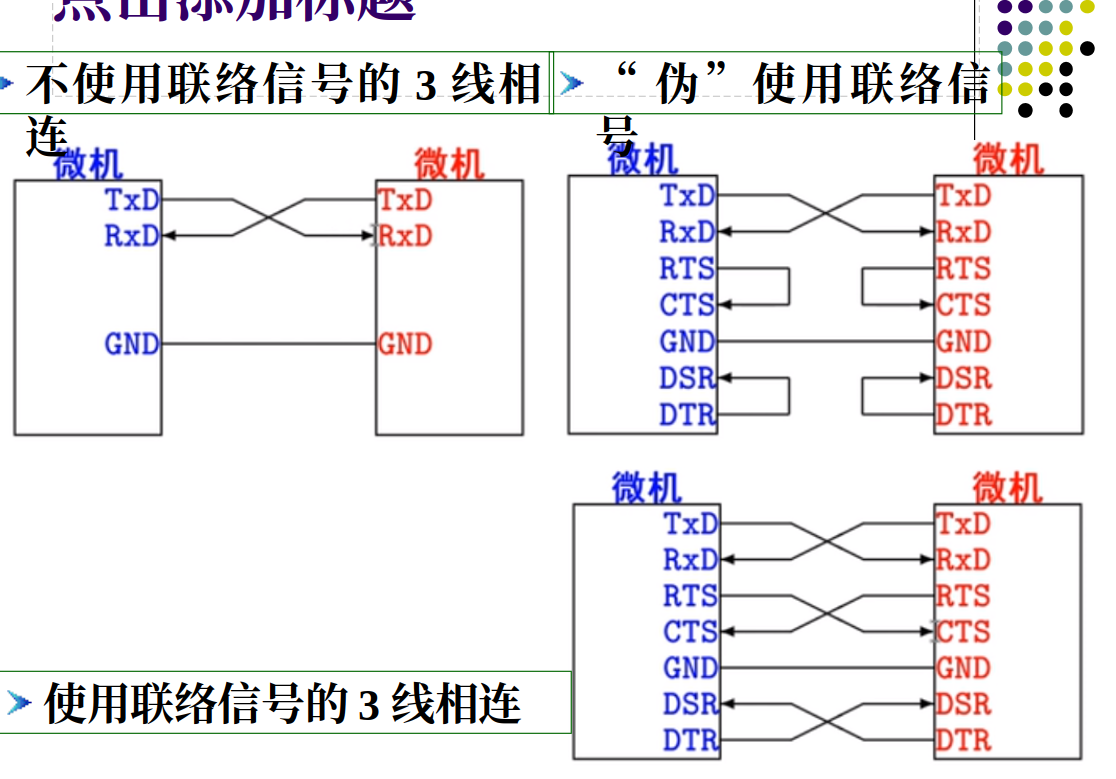 点击添加标题
不使用联络信号的 3 线相
连
“ 伪 ” 使用联络信
号
微机
微机
TxD
TxD
RxD
RxD
GND
GND
微机
微机
TxD
TxD
RxD
RxD
RTS
RTS
CTS
CTS
GND
GND
DSR
DSR
DTR
DTR
使用联络信号的 3 线相连
微机
微机
TxD
TxD
RxD
RxD
RTS
RTS
CTS
CTS
GND
GND
DSR
DSR
DTR
DTR